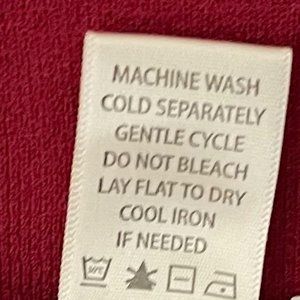 MACHINE WASH
COLD SEPARATELY
GENTLE CYCLE
DO NOT BLEACH
LAY FLAT TO DRY
COOL IRON
IF NEEDED